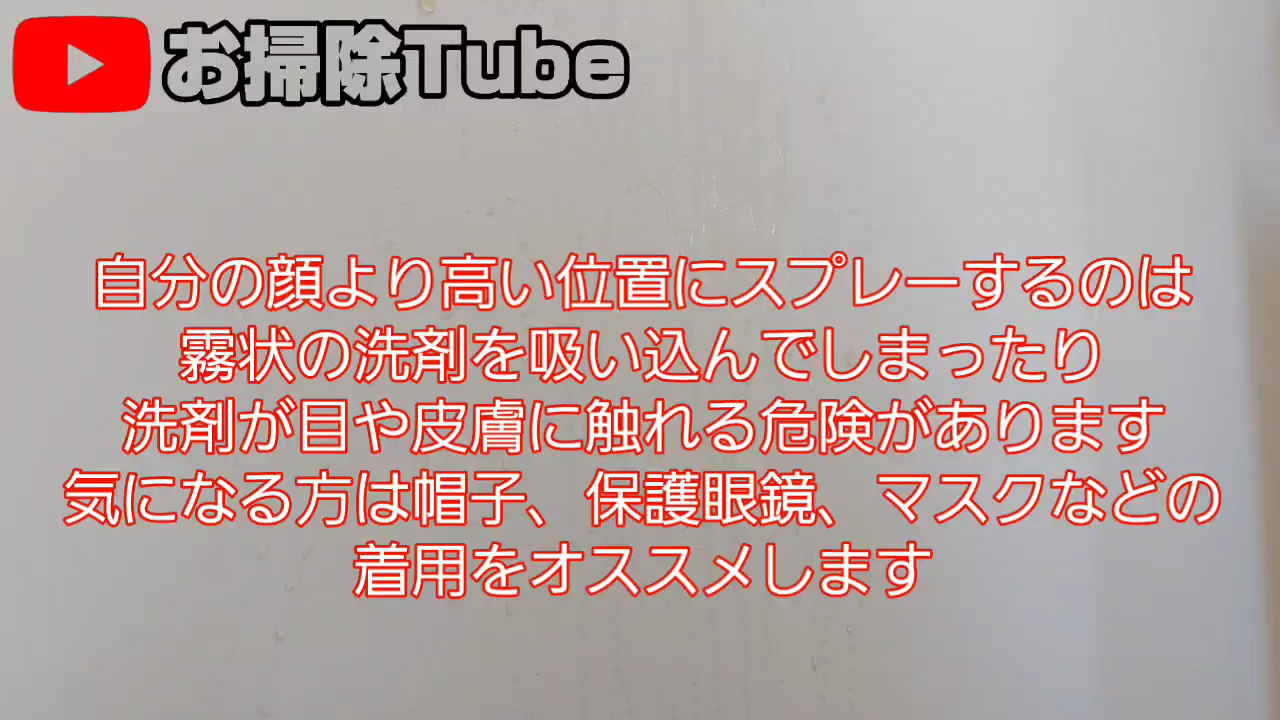 お掃除Tube
自分の顔より高い位置にスプレーするのは
霧状の洗剤を吸い込んでしまったり
洗剤が目や皮膚に触れる危険があります
気になる方は帽子、保護眼鏡、マスクなどの
着用をオススメします